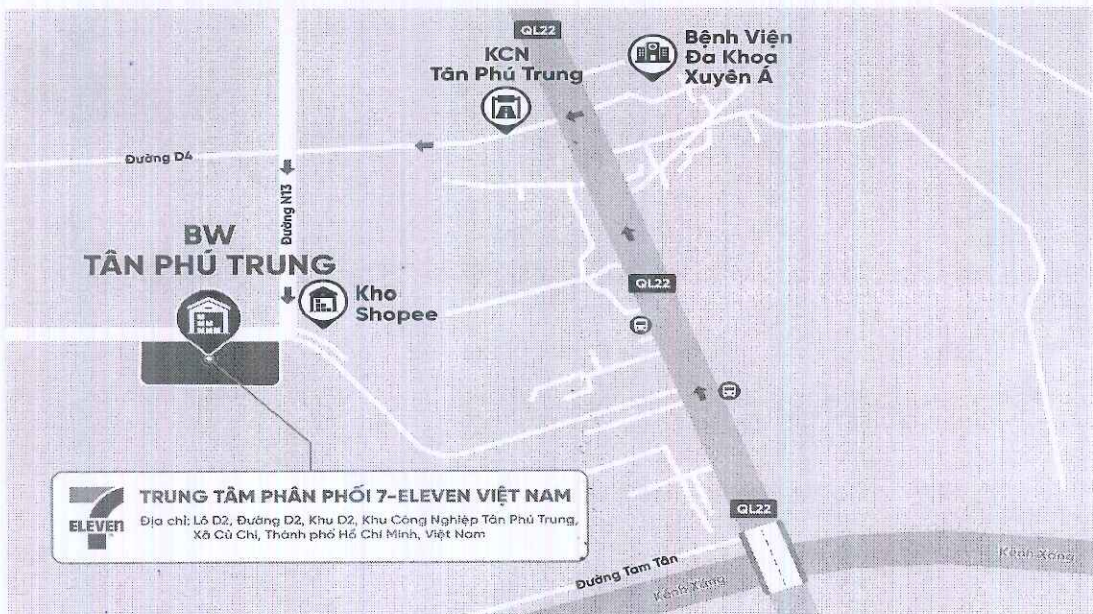 QL22
KCN
Tân Phú Trung
Bệnh Viện
Đa Khoa
Xuyên Á
Đường D4
Đường N13
BW
TÂN PHÚ TRUNG
Kho
Shopee
QL22
7
ELEVEN
TRUNG TÂM PHÂN PHỐI 7-ELEVEN VIỆT NAM
Địa chỉ: Lô D2, Đường D2, Khu D2, Khu Công Nghiệp Tân Phú Trung,
Xã Củ Chi, Thành phố Hồ Chí Minh, Việt Nam
QL22
Đường Tam Tân
Kênh Xáng
Kênh Xáng